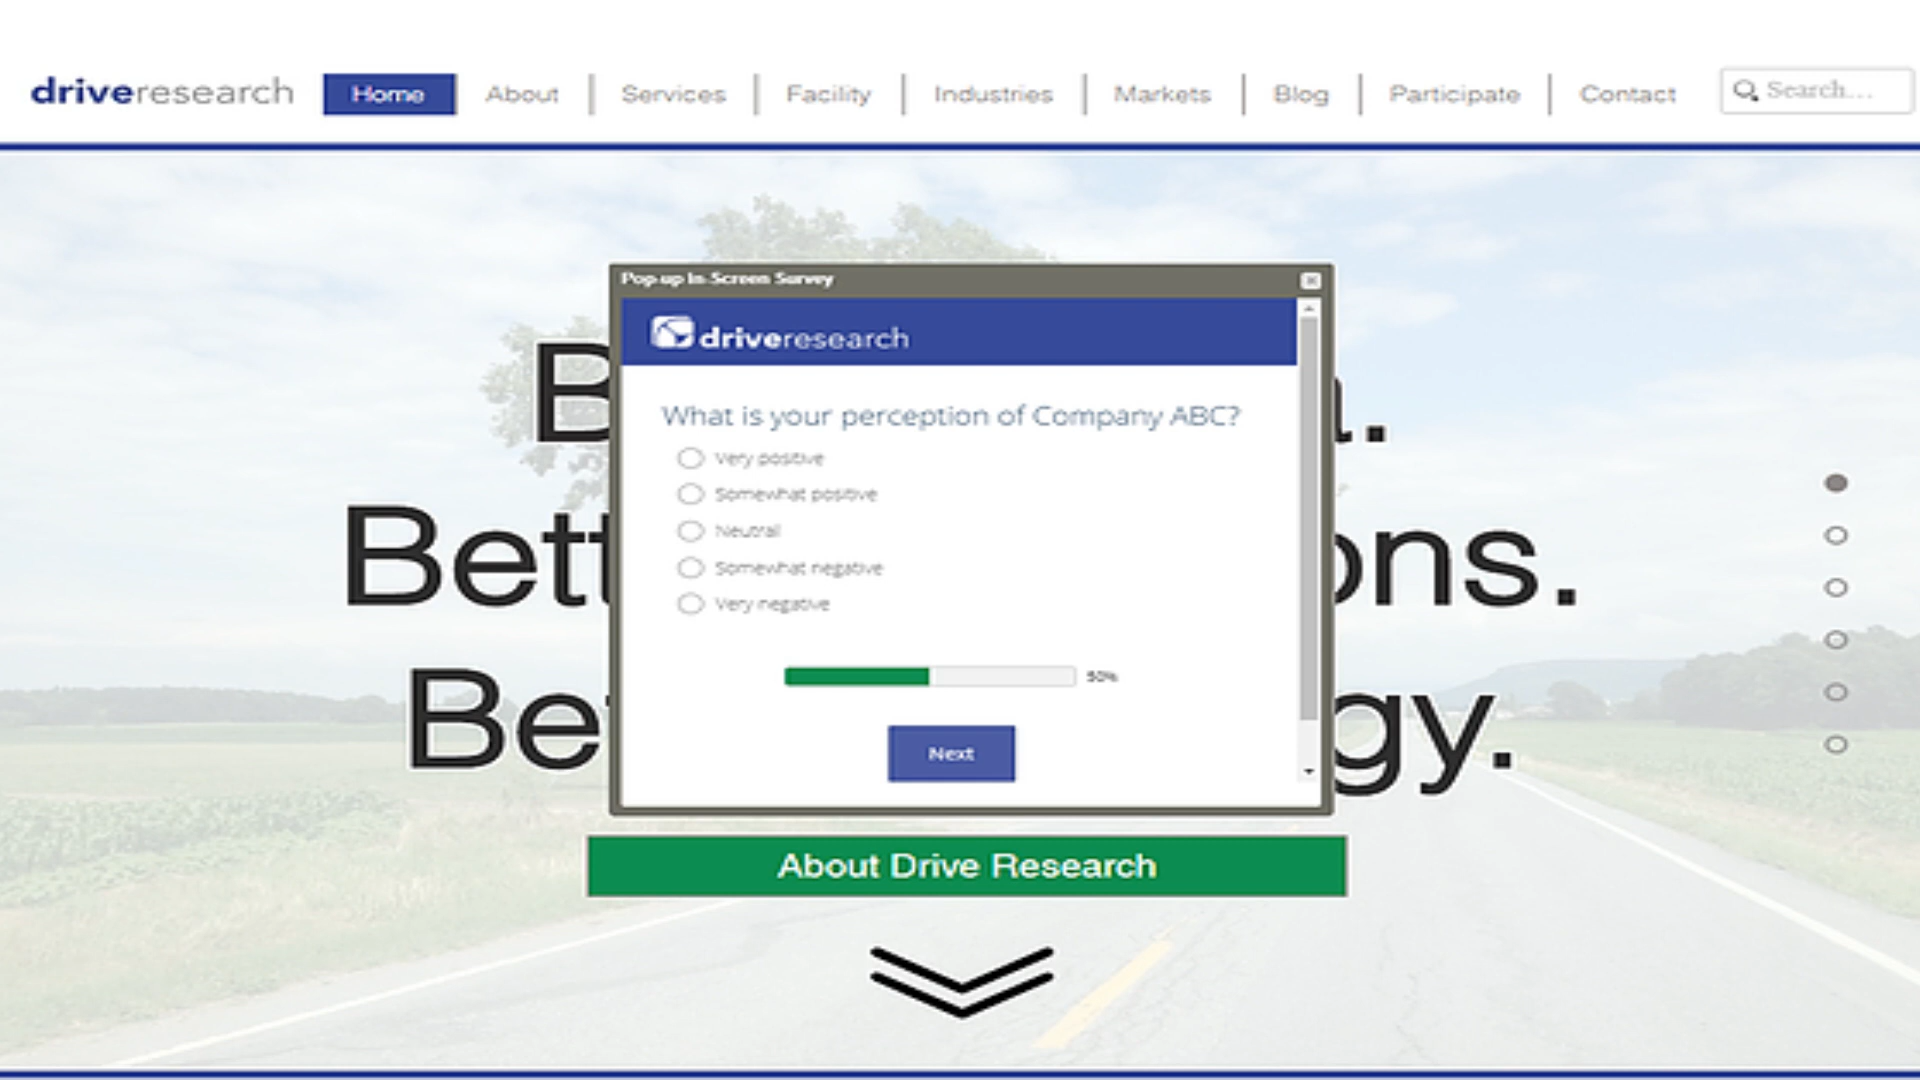 driveresearch Home About Services Facility Industries Markets Blog Participate Contact Search...
Pop-up In-Screen Survey
driveresearch
What is your perception of Company ABC?
Very positive
Somewhat positive
Neutral
Somewhat negative
Very negative
50%
Next
About Drive Research